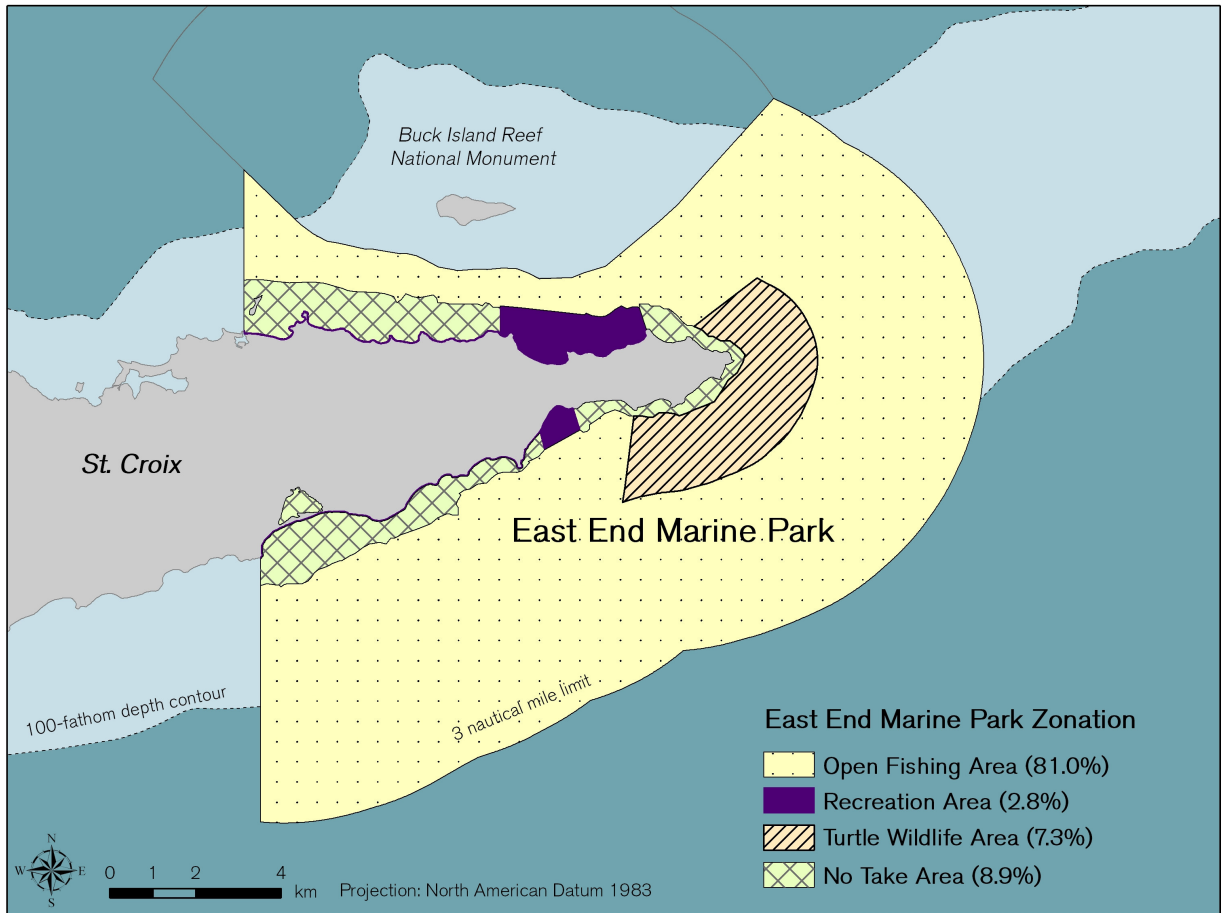 Buck Island Reef
National Monument
St. Croix
East End Marine Park
100-fathom depth contour
3 nautical mile limit
East End Marine Park Zonation
Open Fishing Area (81.0%)
Recreation Area (2.8%)
Turtle Wildlife Area (7.3%)
No Take Area (8.9%)
N
W E
S
0 1 2 4
km
Projection: North American Datum 1983